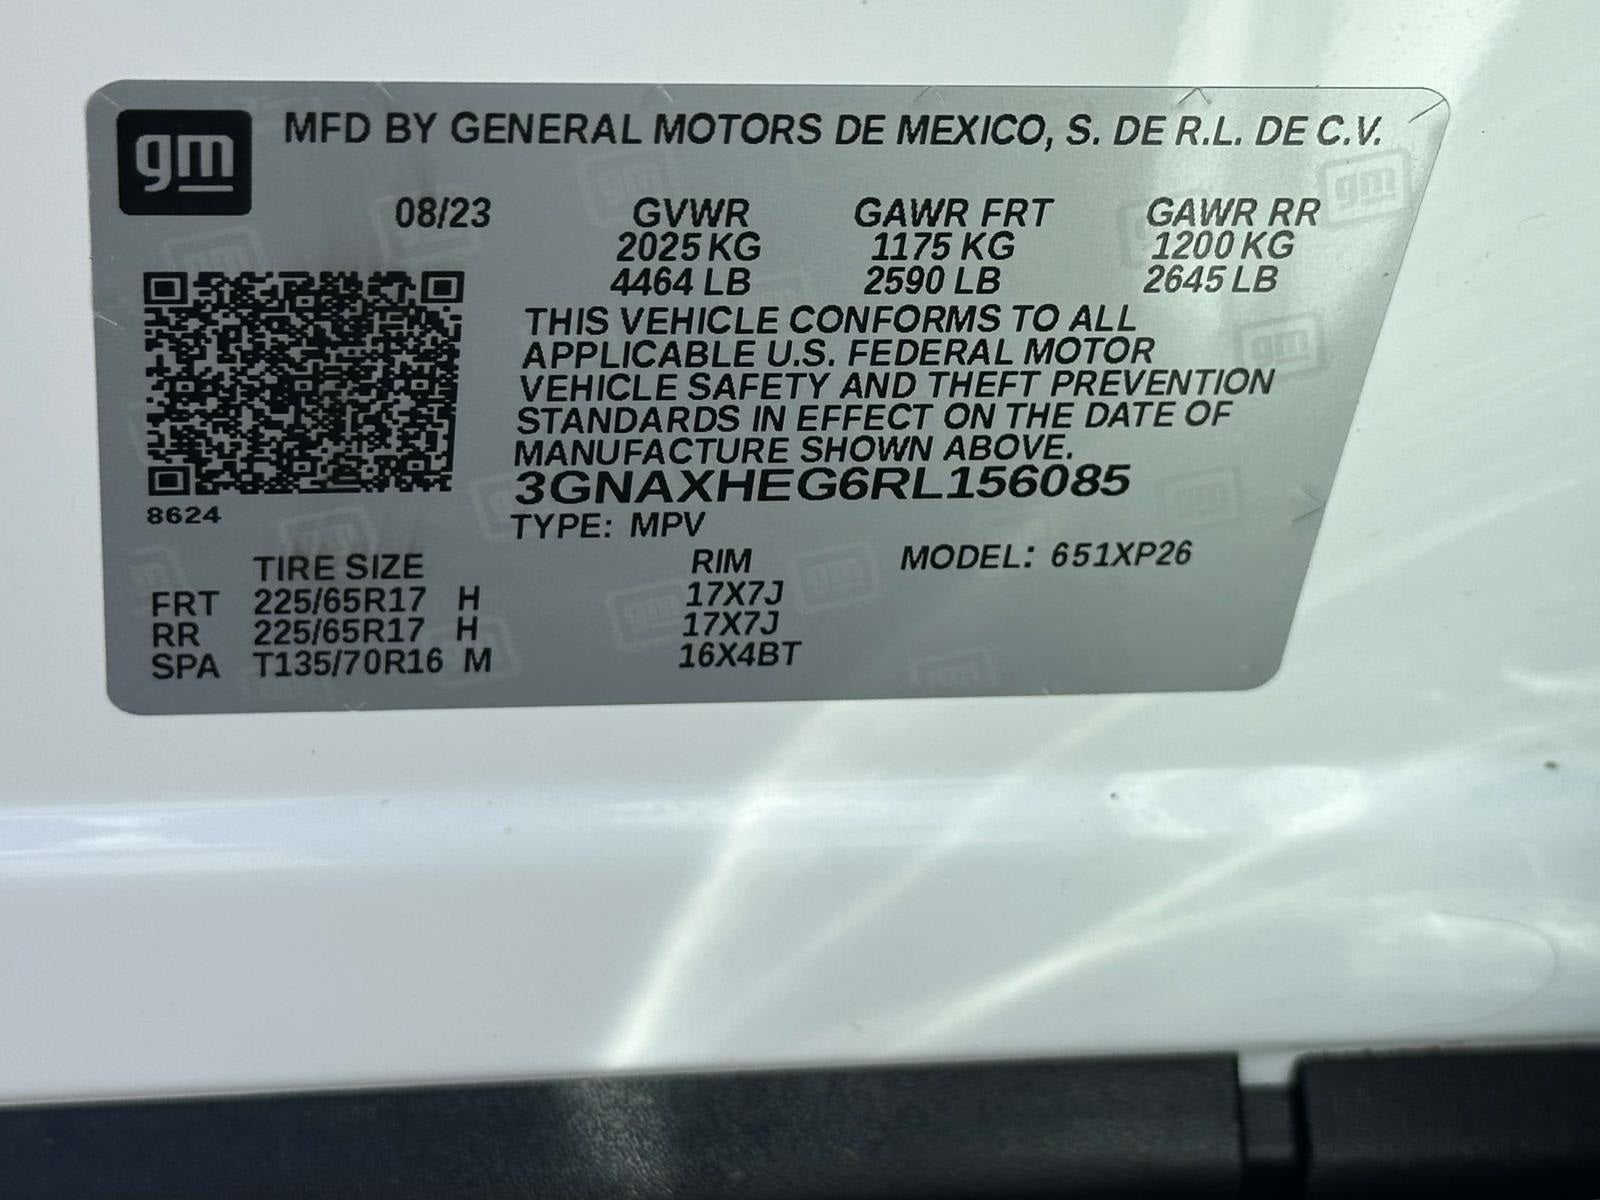 gm MFD BY GENERAL MOTORS DE MEXICO, S. DE R.L. DE C.V.
08/23 GVWR GAWR FRT GAWR RR
2025 KG 1175 KG 1200 KG
4464 LB 2590 LB 2645 LB
THIS VEHICLE CONFORMS TO ALL
APPLICABLE U.S. FEDERAL MOTOR
VEHICLE SAFETY AND THEFT PREVENTION
STANDARDS IN EFFECT ON THE DATE OF
MANUFACTURE SHOWN ABOVE.
3GNAXHEG6RL156085
8624
TYPE: MPV
TIRE SIZE RIM MODEL: 651XP26
FRT 225/65R17 H 17X7J
RR 225/65R17 H 17X7J
SPA T135/70R16 M 16X4BT